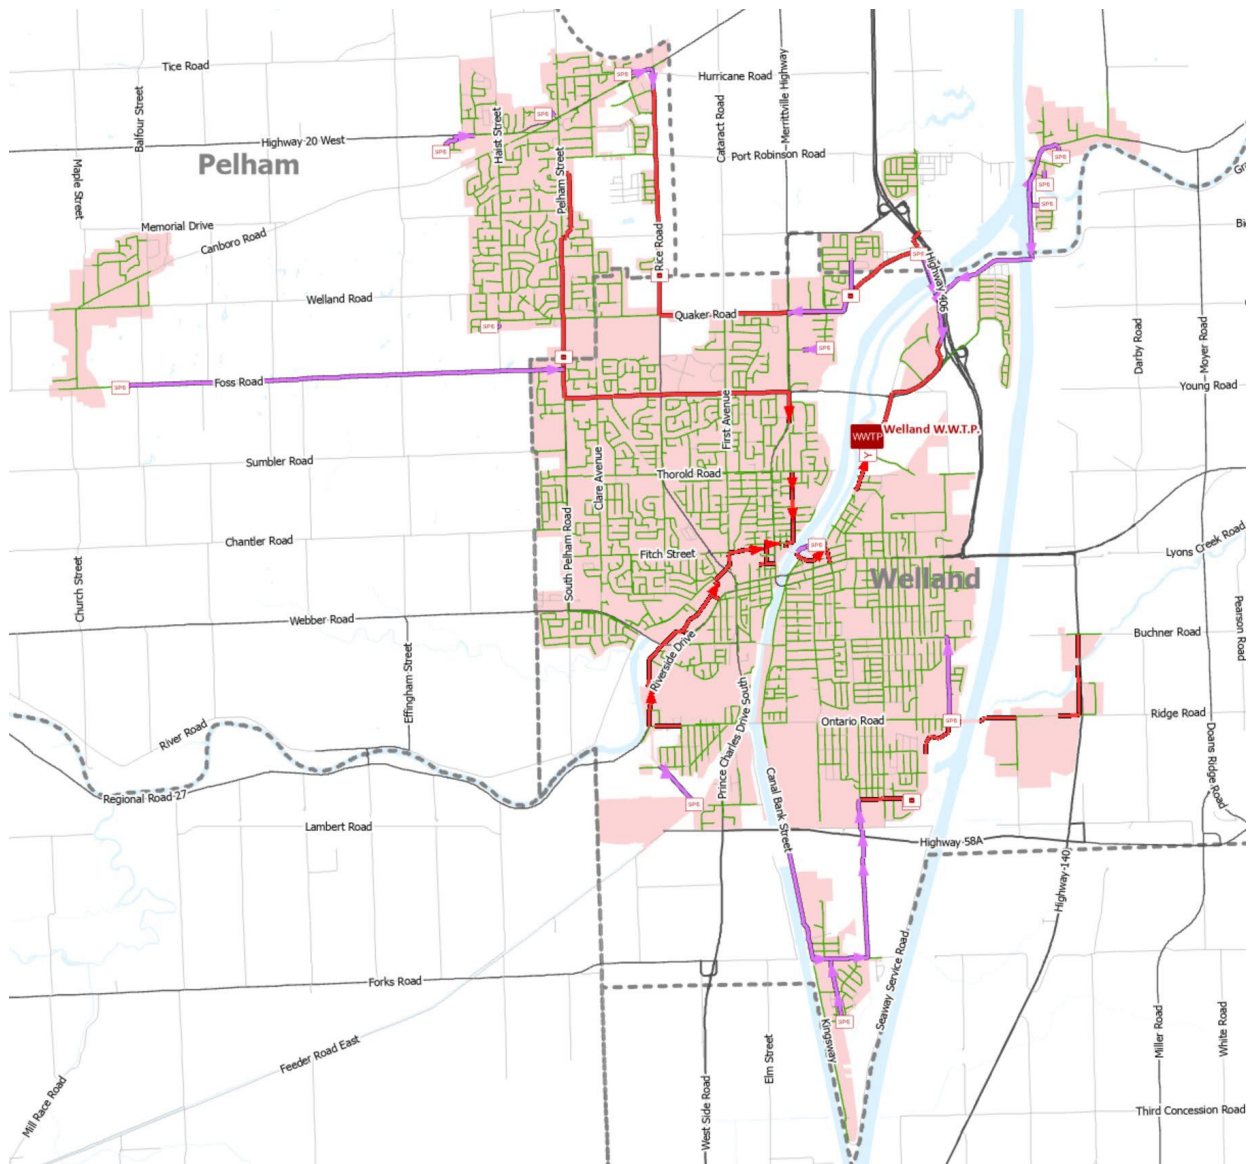 Tice Road
Hurricane Road
Merrittville Highway
Balfour Street
Cataract Road
Highway 20 West
Haist Street
Pelham
Port Robinson Road
Maple Street
Pelham Street
Memorial Drive
Canboro Road
Rice Road
Highway 406
Welland Road
Quaker Road
Darby Road
Moyer Road
Foss Road
Young Road
First Avenue
WWTP
Welland W.W.T.P.
Y
Sumbler Road
Clare Avenue
Thorold Road
Chantler Road
South Pelham Road
Fitch Street
Lyons Creek Road
Church Street
Welland
Webber Road
Effingham Street
Riverside Drive
Buchner Road
Pearson Road
River Road
Prince Charles Drive South
Ontario Road
Ridge Road
Regional Road 27
Canal Bank Street
Doans Ridge Road
Lambert Road
Highway 58A
Highway 140
Forks Road
Seaway Service Road
Kingsway
Feeder Road East
Elm Street
Miller Road
White Road
Mill Race Road
West Side Road
Third Concession Road